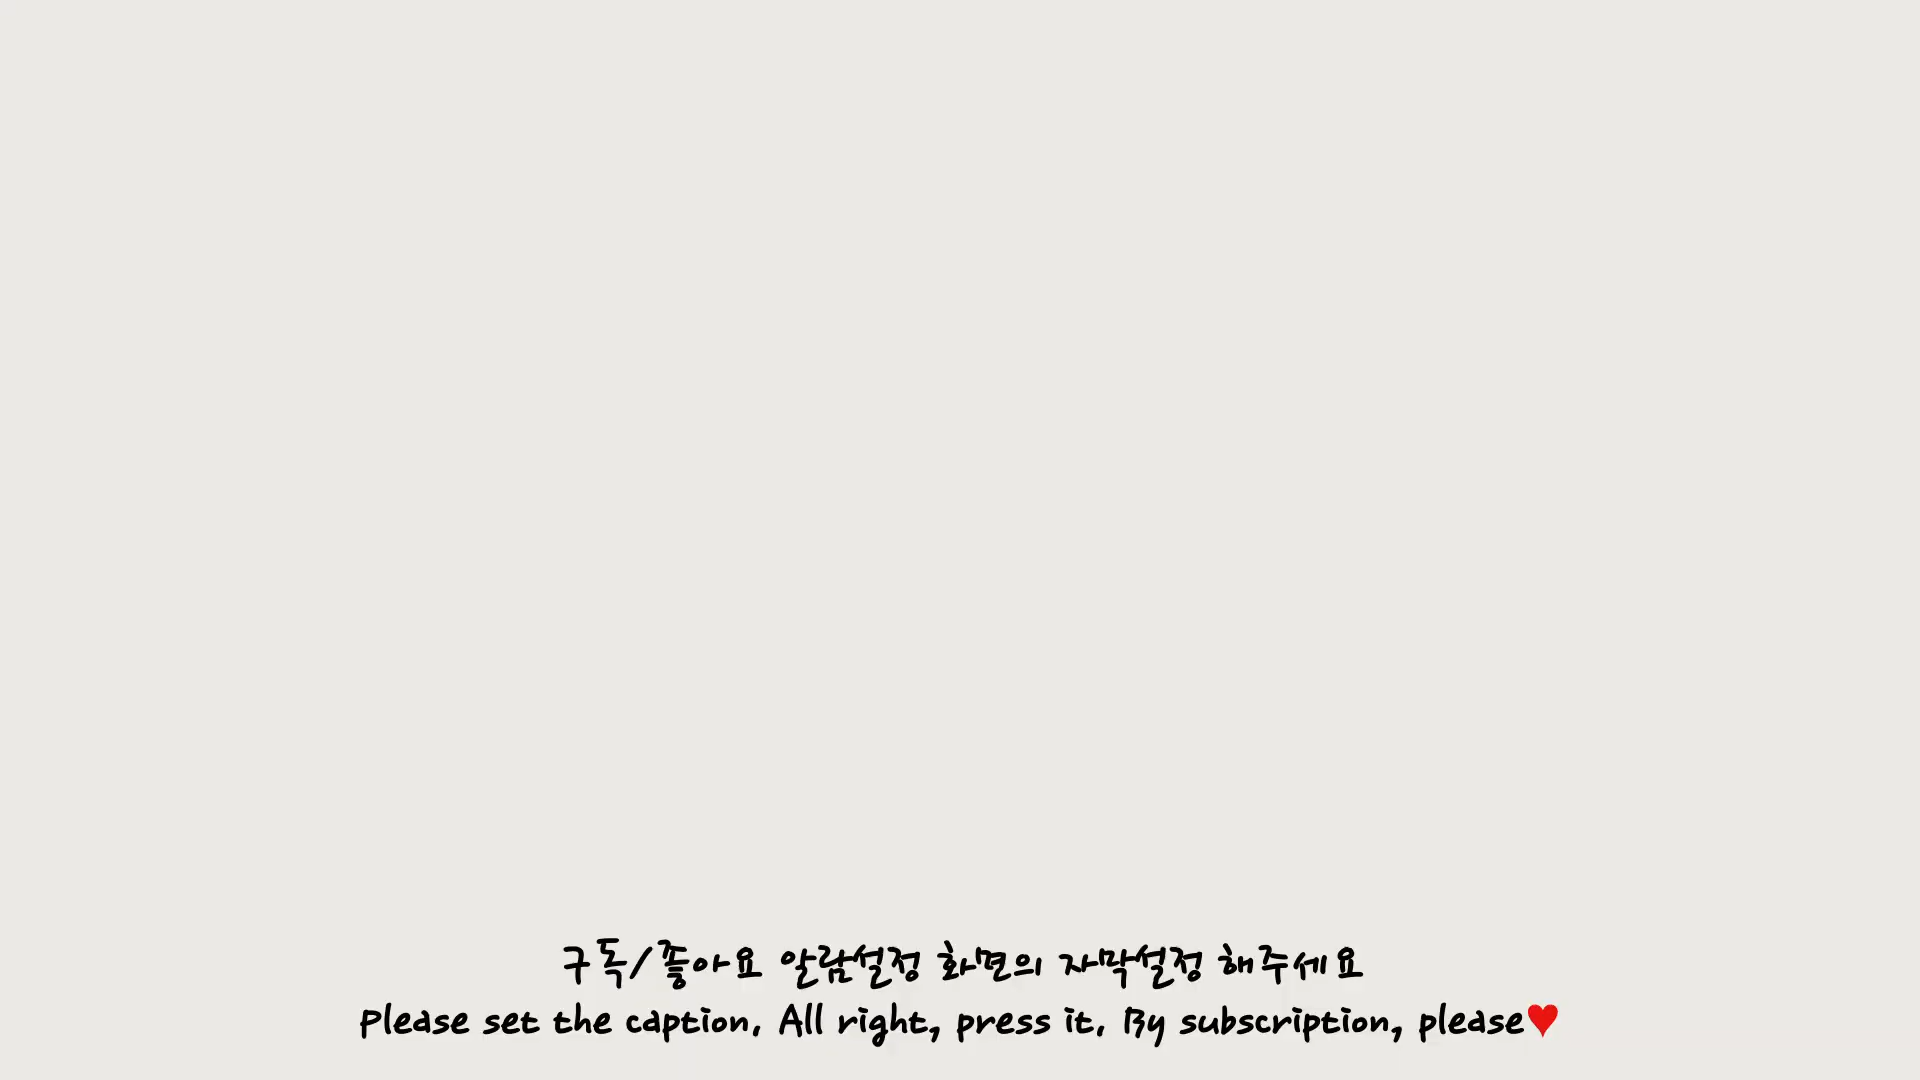 구독/좋아요 알람설정 화면의 자막설정 해주세요
Please set the caption. All right, press it. By subscription, please♥